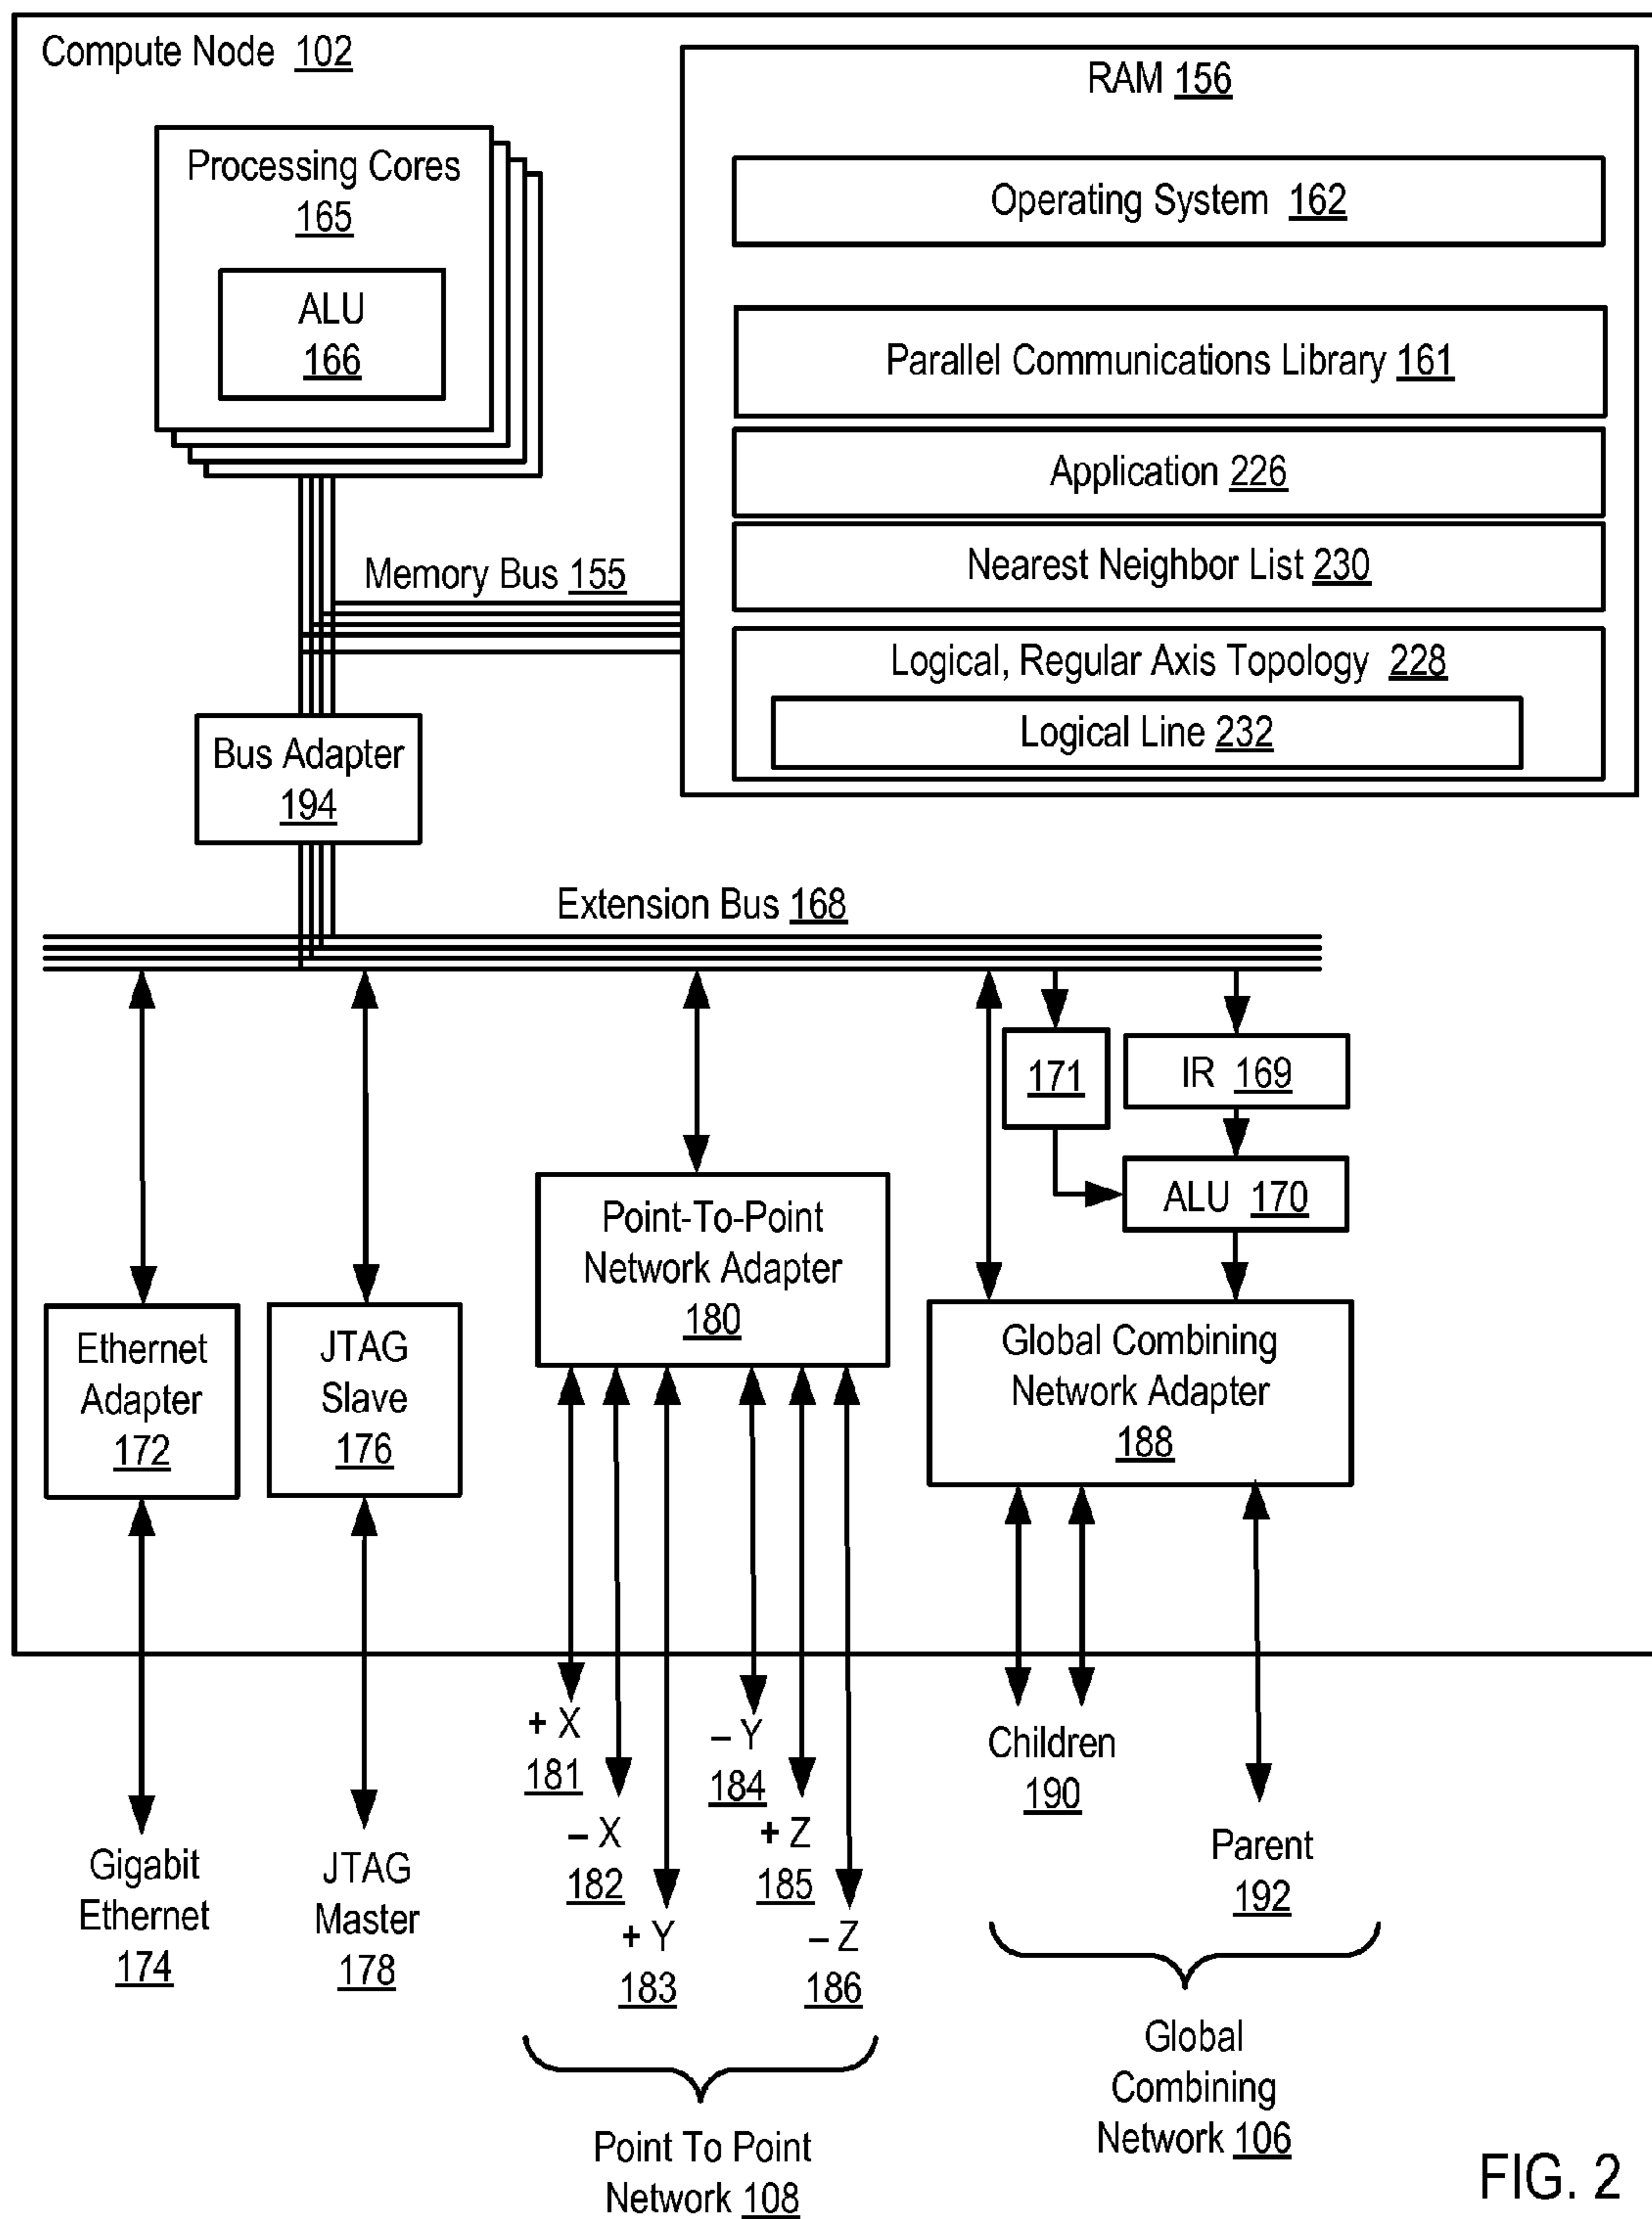 Compute Node 102
RAM 156
Processing Cores
165
ALU
166
Operating System 162
Parallel Communications Library 161
Application 226
Nearest Neighbor List 230
Logical, Regular Axis Topology 228
Logical Line 232
Memory Bus 155
Bus Adapter
194
Extension Bus 168
171
IR 169
ALU 170
Point-To-Point
Network Adapter
180
Ethernet
Adapter
172
JTAG
Slave
176
Global Combining
Network Adapter
188
+ X
181
– X
182
+ Y
183
– Y
184
+ Z
185
– Z
186
Children
190
Parent
192
Gigabit
Ethernet
174
JTAG
Master
178
Point To Point
Network 108
Global
Combining
Network 106
FIG. 2